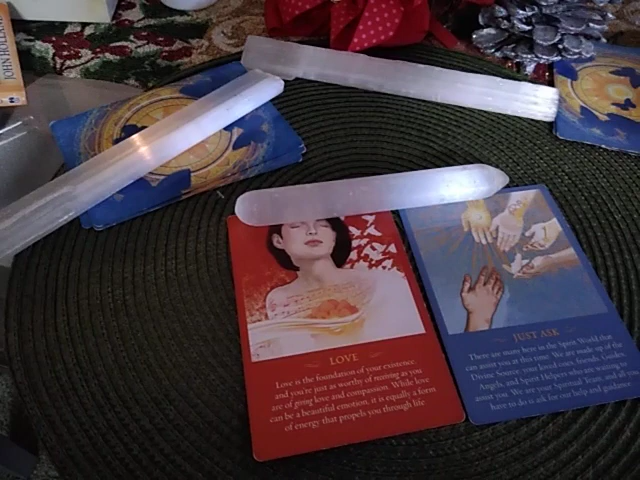 JOHN HOLLAND
LOVE
Love is the foundation of your existence,
and you're just as worthy of receiving as you
are of giving love and compassion. While love
can be a beautiful emotion, it is equally a form
of energy that propels you through life
JUST ASK
There are many here in the Spirit World that
can assist you at this time. We are made up of the
Divine Source, your loved ones, friends, Guides,
Angels, and Spirit Helpers who are waiting to
assist you. We are your Spiritual Team, and all you
have to do is ask for our help and guidance